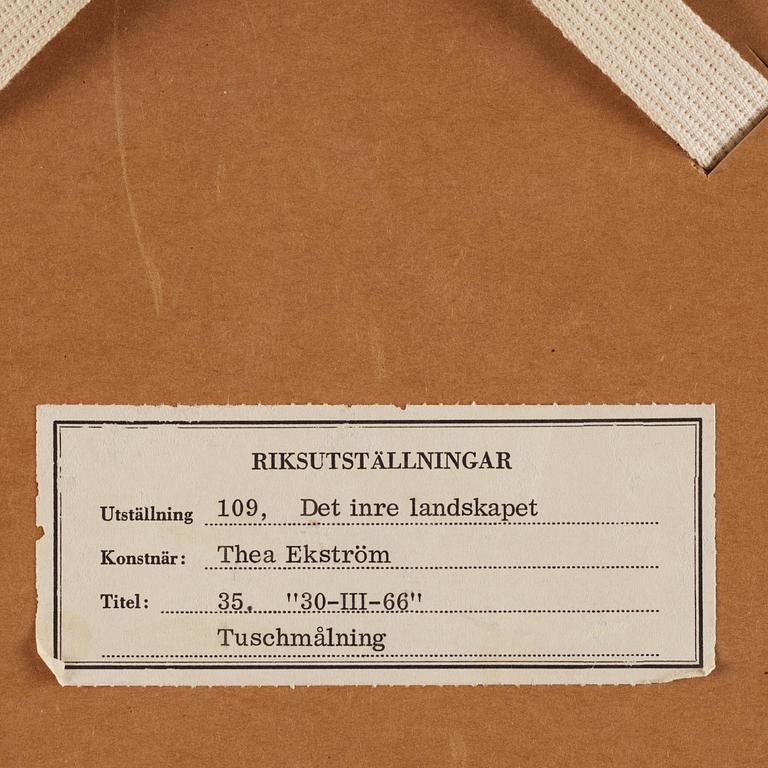 RIKSUTSTÄLLNINGAR
Utställning 109, Det inre landskapet
Konstnär: Thea Ekström
Titel: 35. "30-III-66"
Tuschmålning